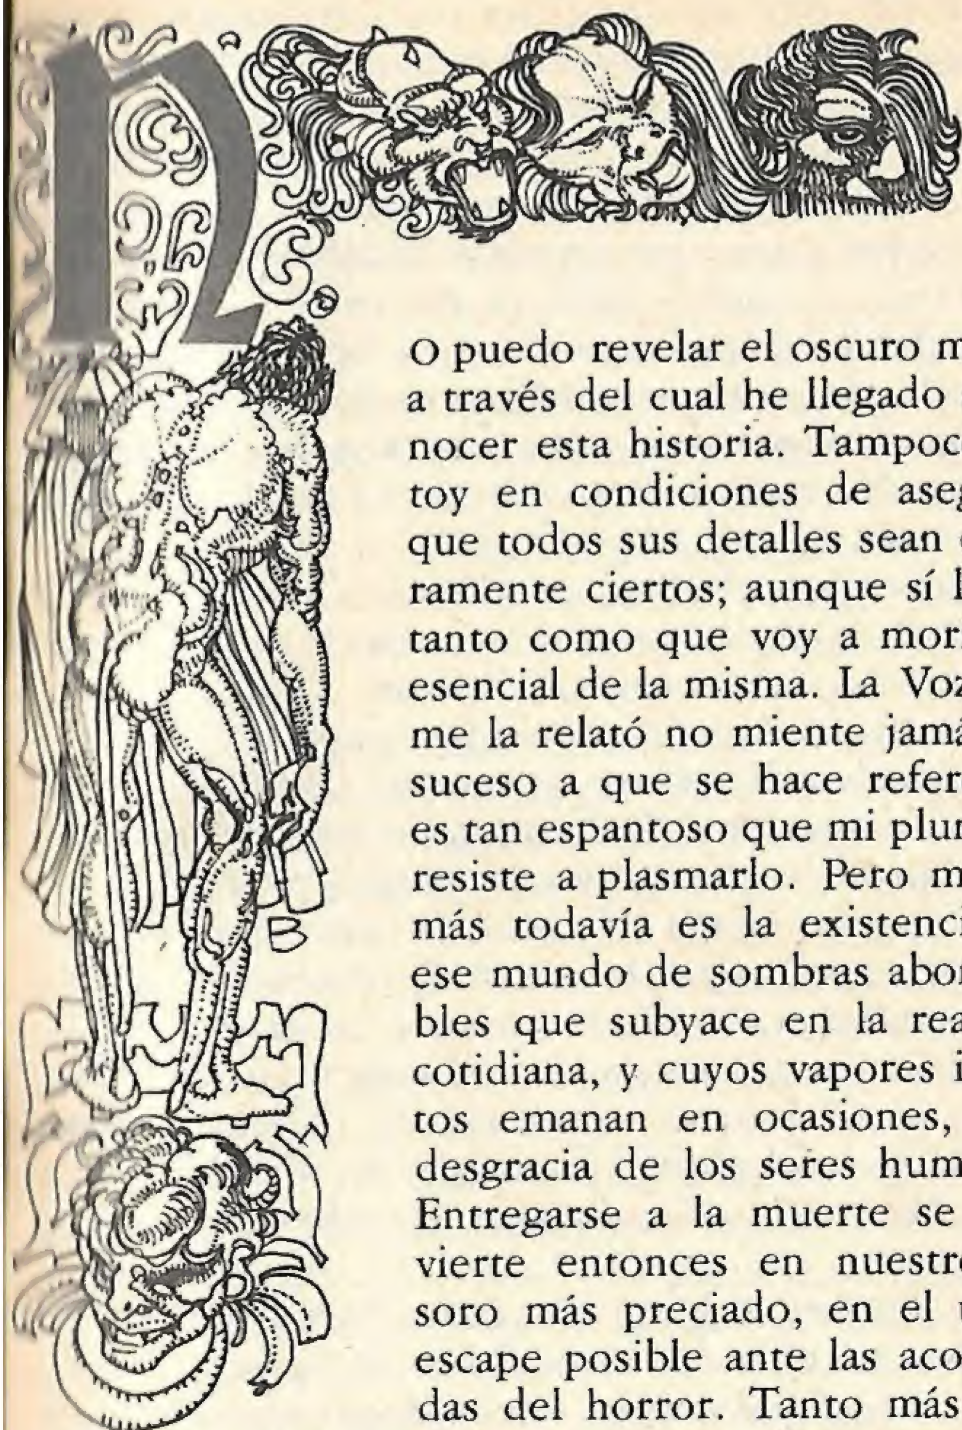 N
O puedo revelar el oscuro m
a través del cual he llegado
nocer esta historia. Tampoc
toy en condiciones de aseg
que todos sus detalles sean
ramente ciertos; aunque sí
tanto como que voy a mor
esencial de la misma. La Voz
me la relató no miente jamá
suceso a que se hace refer
es tan espantoso que mi plu
resiste a plasmarlo. Pero m
más todavía es la existenci
ese mundo de sombras abo
bles que subyace en la rea
cotidiana, y cuyos vapores i
tos emanan en ocasiones,
desgracia de los seres hum
Entregarse a la muerte se
vierte entonces en nuestr
soro más preciado, en el
escape posible ante las aco
das del horror. Tanto más
B